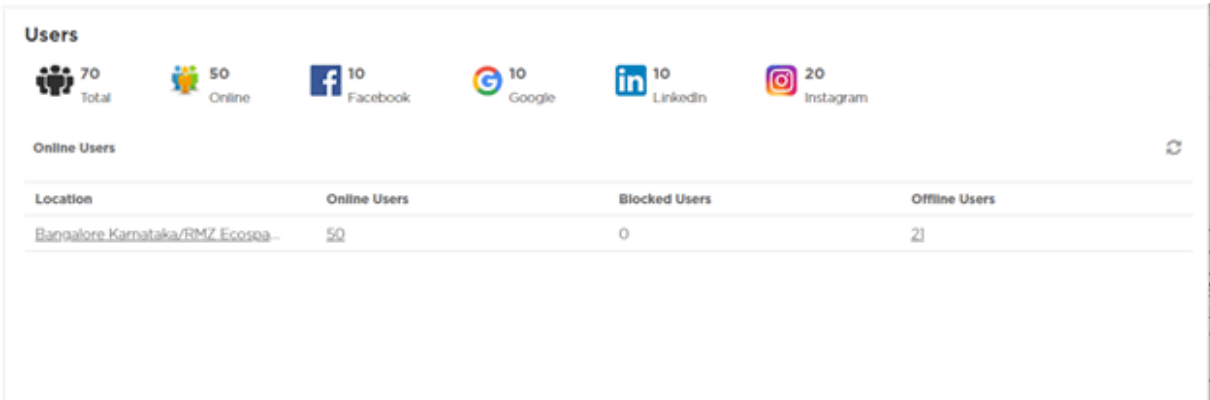 Users
70 50 10 10 10 20
Total Online Facebook Google LinkedIn Instagram
Online Users
Location Online Users Blocked Users Offline Users
Bangalore Karnataka/RMZ Ecospa... 50 0 21